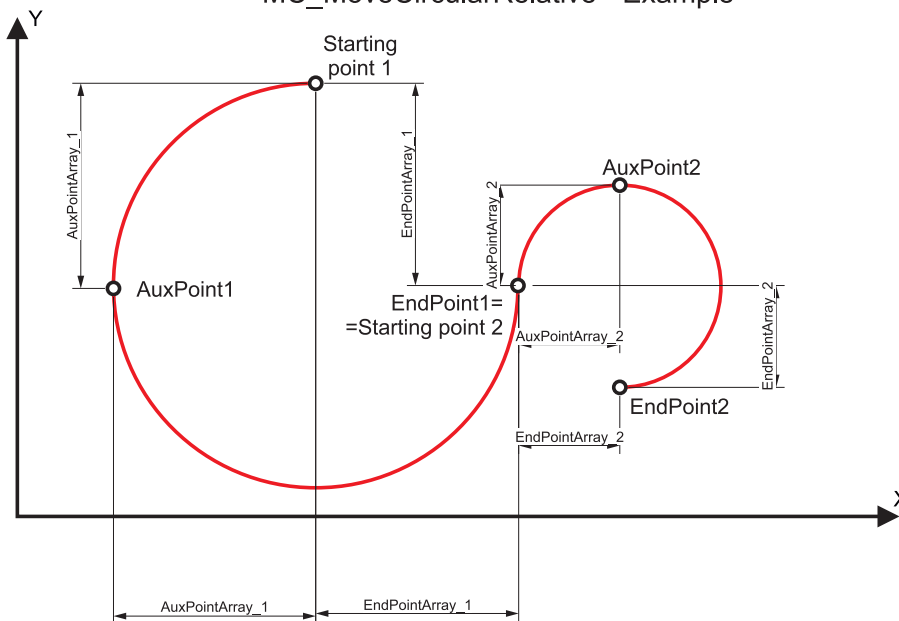 MC_MoveCircularRelative - Example
Y
Starting
point 1
AuxPointArray_1
EndPointArray_1
AuxPoint2
AuxPointArray_2
AuxPoint1
EndPoint1=
=Starting point 2
AuxPointArray_2
EndPointArray_2
EndPoint2
EndPointArray_2
X
AuxPointArray_1
EndPointArray_1